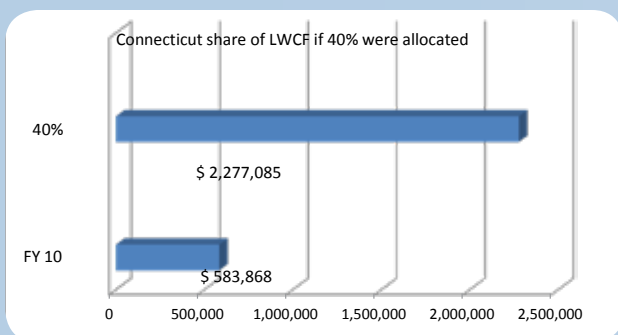 Connecticut share of LWCF if 40% were allocated
40%
$ 2,277,085
FY 10
$ 583,868
0 500,000 1,000,000 1,500,000 2,000,000 2,500,000